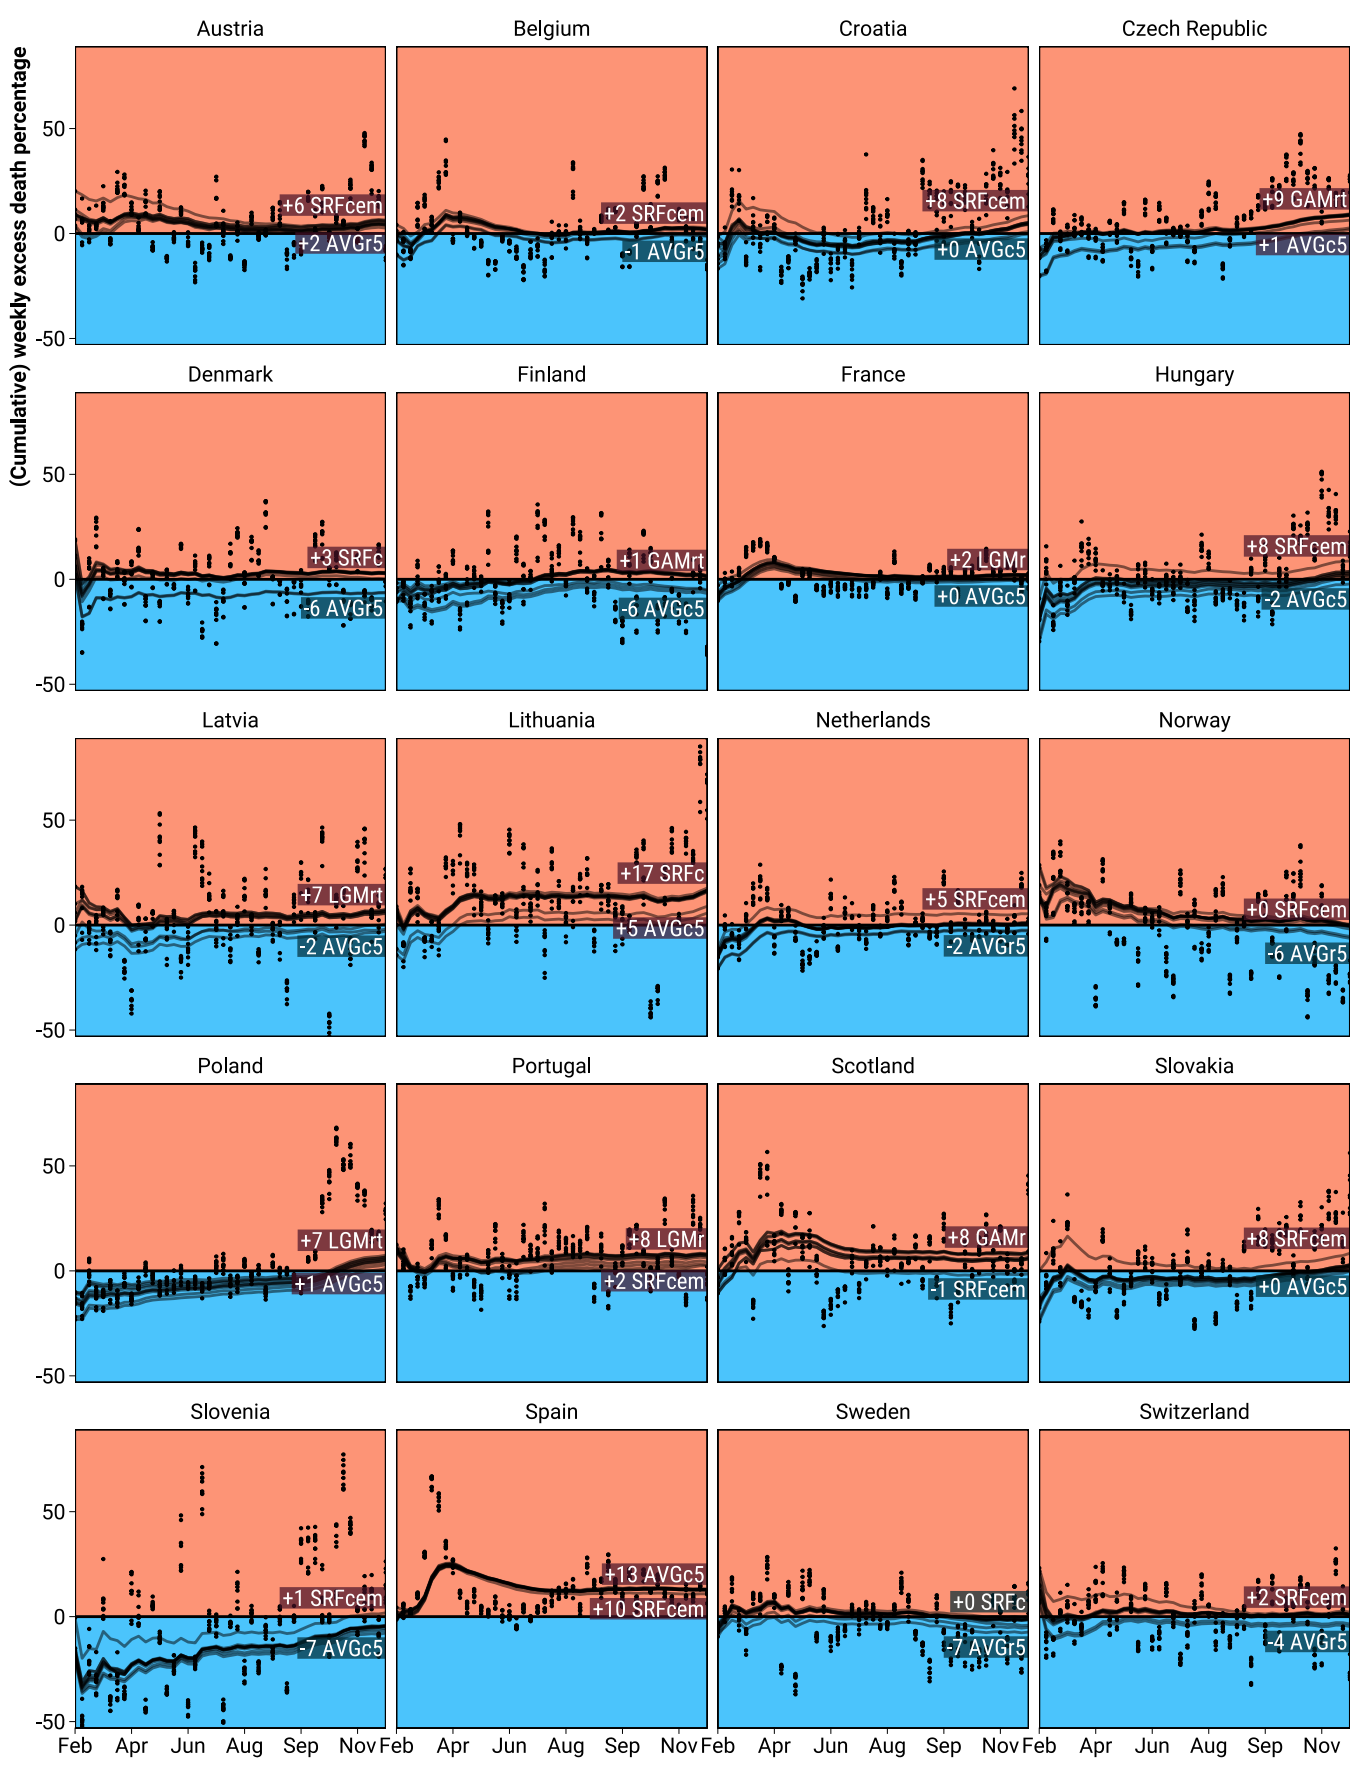 (Cumulative) weekly excess death percentage
Austria Belgium Croatia Czech Republic
50
0
-50
+6 SRFcem +2 SRFcem +8 SRFcem +9 GAMrt
+2 AVGr5 -1 AVGr5 +0 AVGc5 +1 AVGc5
Denmark Finland France Hungary
50
0
-50
+3 SRFc +1 GAMrt +2 LGMr +8 SRFcem
-6 AVGr5 -6 AVGc5 +0 AVGc5 -2 AVGc5
Latvia Lithuania Netherlands Norway
50
0
-50
+7 LGMrt +17 SRFc +5 SRFcem +0 SRFcem
-2 AVGc5 +5 AVGc5 -2 AVGr5 -6 AVGr5
Poland Portugal Scotland Slovakia
50
0
-50
+7 LGMrt +8 LGMr +8 GAMr +8 SRFcem
+1 AVGc5 +2 SRFcem -1 SRFcem +0 AVGc5
Slovenia Spain Sweden Switzerland
50
0
-50
+1 SRFcem +13 AVGc5 +0 SRFc +2 SRFcem
-7 AVGc5 +10 SRFcem -7 AVGr5 -4 AVGr5
Feb Apr Jun Aug Sep Nov Feb Apr Jun Aug Sep Nov Feb Apr Jun Aug Sep Nov Feb Apr Jun Aug Sep Nov